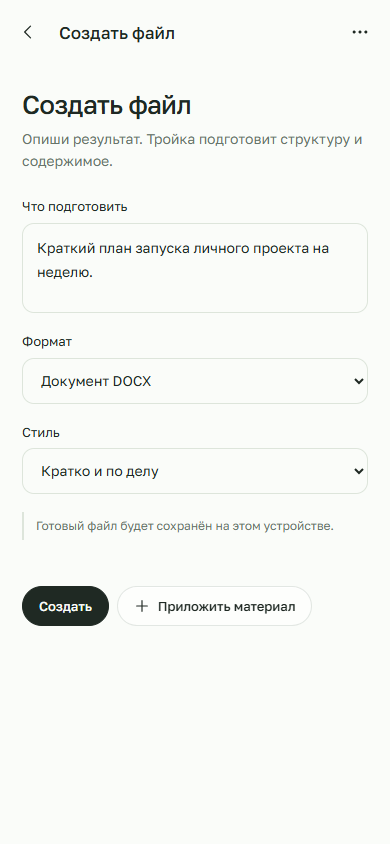 Создать файл
Создать файл
Опиши результат. Тройка подготовит структуру и
содержимое.
Что подготовить
Краткий план запуска личного проекта на
неделю.
Формат
Документ DOCX
Стиль
Кратко и по делу
Готовый файл будет сохранён на этом устройстве.
Создать
Приложить материал